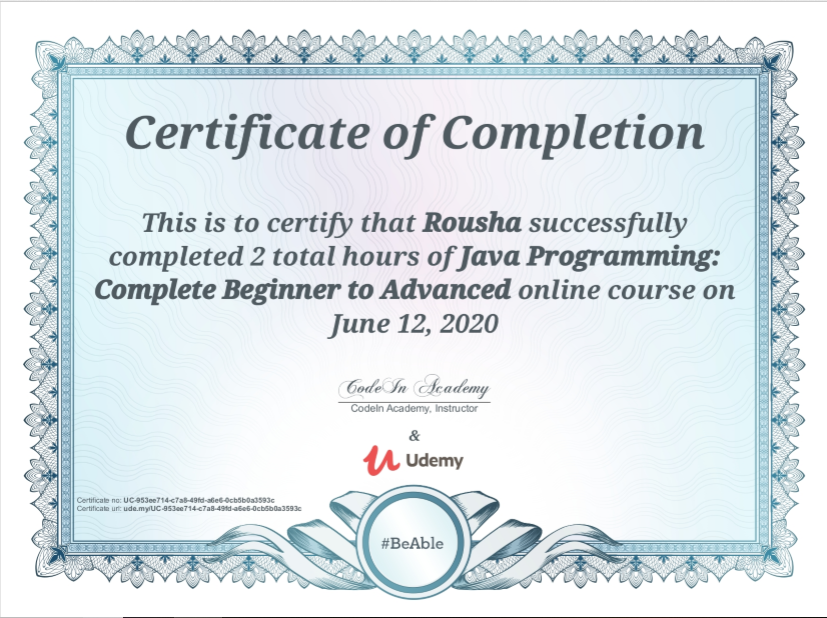 Certificate of Completion
This is to certify that Rousha successfully
completed 2 total hours of Java Programming:
Complete Beginner to Advanced online course on
June 12, 2020
CodeIn Academy
CodeIn Academy, Instructor
&
Udemy
Certificate no: UC-953ee714-c7a8-49fd-a6e6-0cb5b0a3593c
Certificate url: ude.my/UC-953ee714-c7a8-49fd-a6e6-0cb5b0a3593c
#BeAble